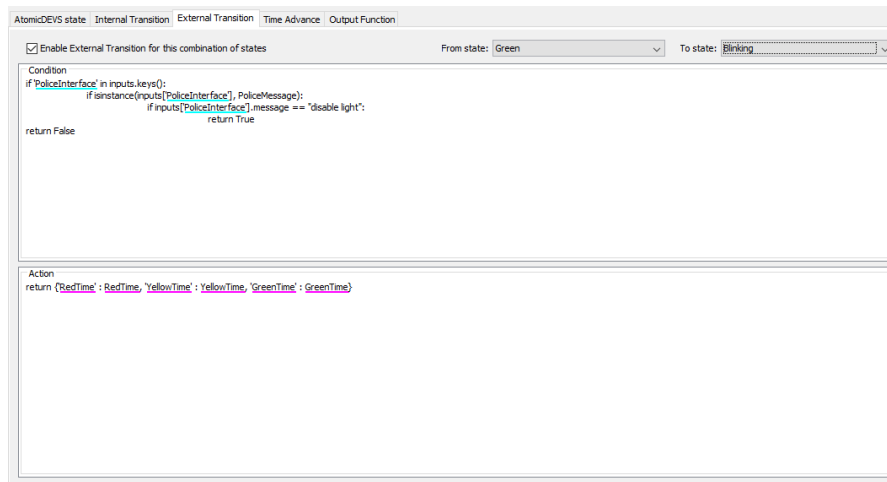 AtomicDEVS state Internal Transition External Transition Time Advance Output Function
Enable External Transition for this combination of states From state: Green To state: Blinking
Condition
if 'PoliceInterface' in inputs.keys():
if isinstance(inputs['PoliceInterface'], PoliceMessage):
if inputs['PoliceInterface'].message == "disable light":
return True
return False
Action
return {'RedTime' : RedTime, 'YellowTime' : YellowTime, 'GreenTime' : GreenTime}